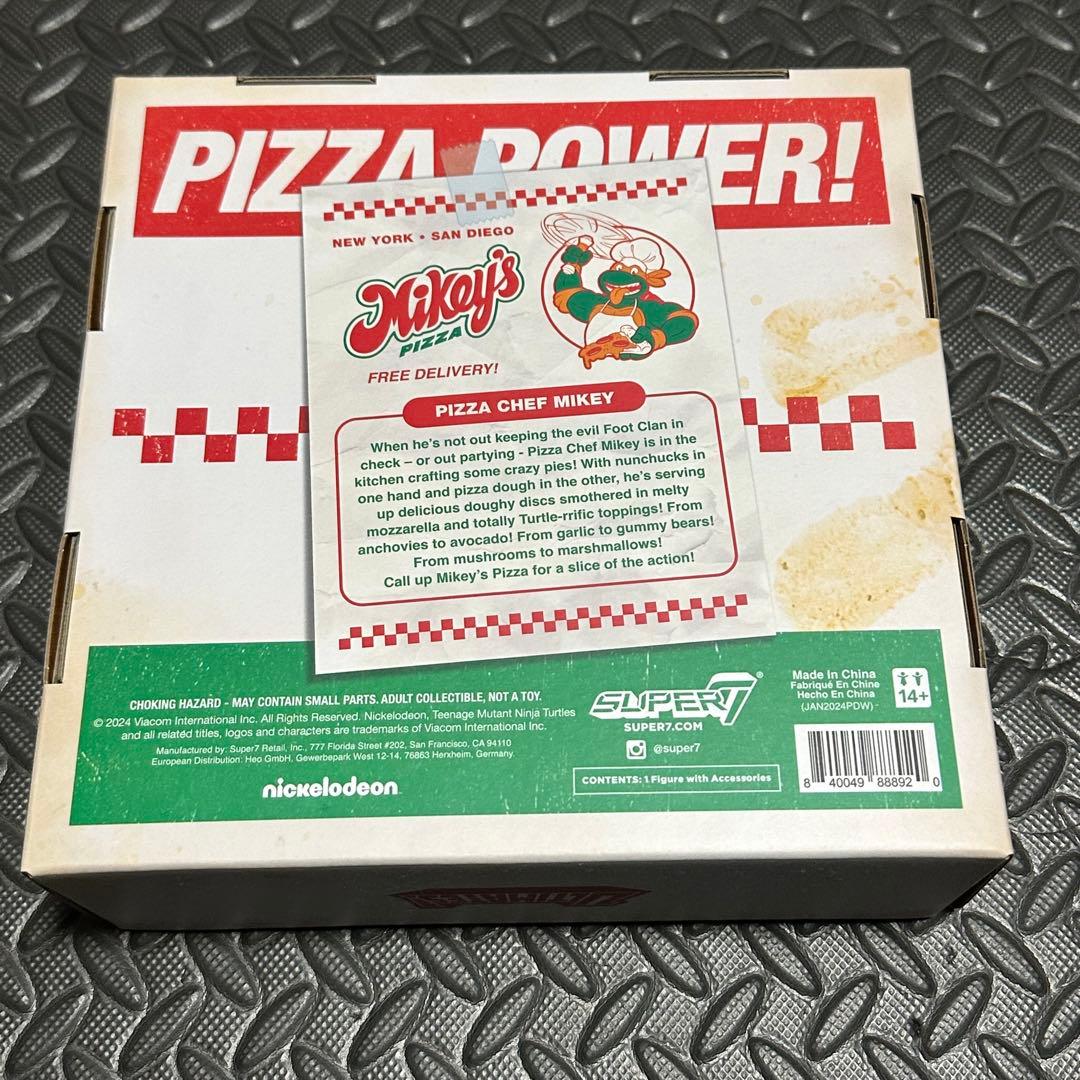 PIZZA POWER!
NEW YORK • SAN DIEGO
Mikey's
PIZZA
FREE DELIVERY!
PIZZA CHEF MIKEY
When he's not out keeping the evil Foot Clan in
check – or out partying - Pizza Chef Mikey is in the
kitchen crafting some crazy pies! With nunchucks in
one hand and pizza dough in the other, he's serving
up delicious doughy discs smothered in melty
mozzarella and totally Turtle-rrific toppings! From
anchovies to avocado! From garlic to gummy bears!
From mushrooms to marshmallows!
Call up Mikey's Pizza for a slice of the action!
CHOKING HAZARD - MAY CONTAIN SMALL PARTS. ADULT COLLECTIBLE, NOT A TOY.
© 2024 Viacom International Inc. All Rights Reserved. Nickelodeon, Teenage Mutant Ninja Turtles
and all related titles, logos and characters are trademarks of Viacom International Inc.
Manufactured by: Super7 Retail, Inc., 777 Florida Street #202, San Francisco, CA 94110
European Distribution: Heo GmbH, Gewerbepark West 12-14, 76863 Herxheim, Germany.
nickelodeon
SUPER7®
SUPER7.COM
@super7
CONTENTS: 1 Figure with Accessories
Made In China
Fabriqué En Chine
Hecho En China
(JAN2024PDW) -
14+
8 40049 88892 0